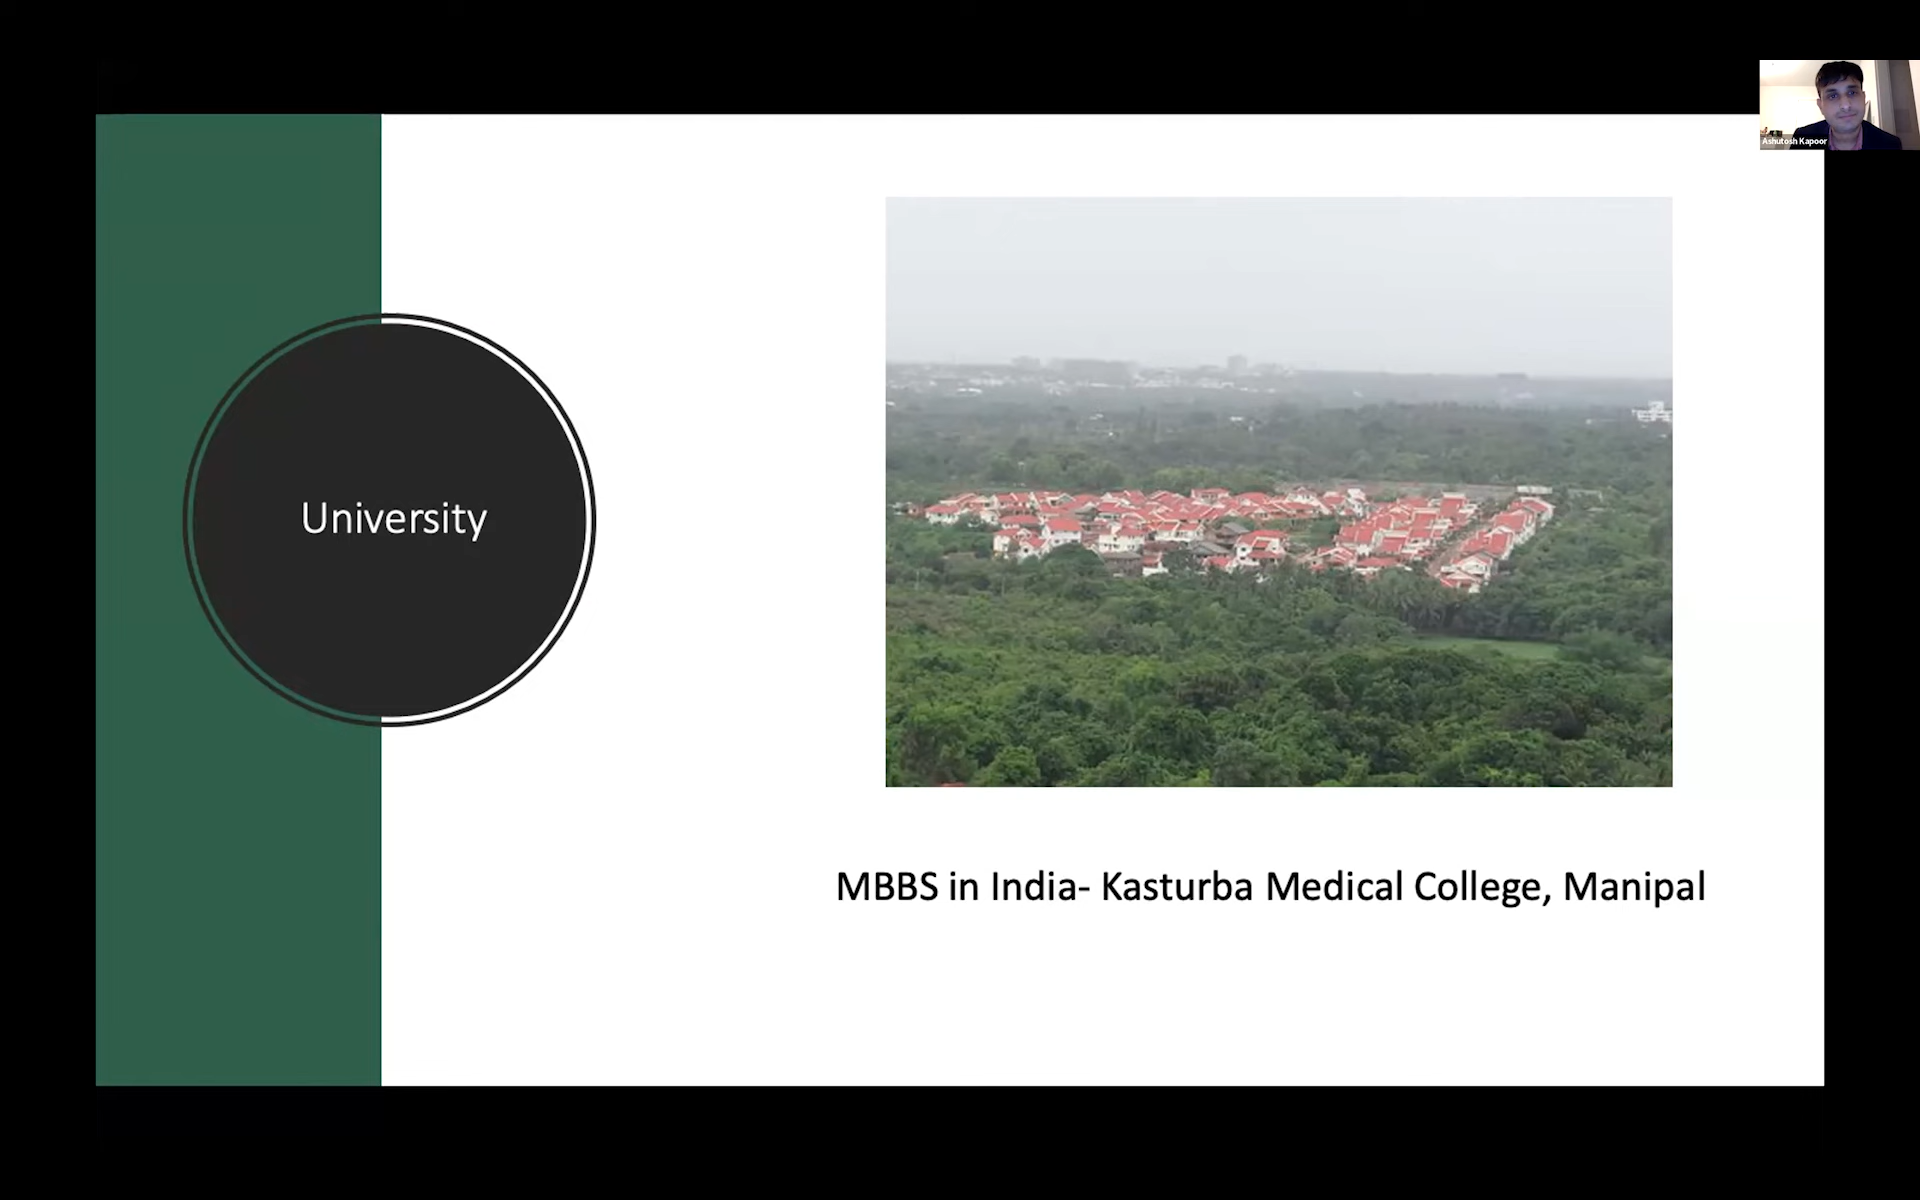 Ashutosh Kapoor
University
MBBS in India- Kasturba Medical College, Manipal